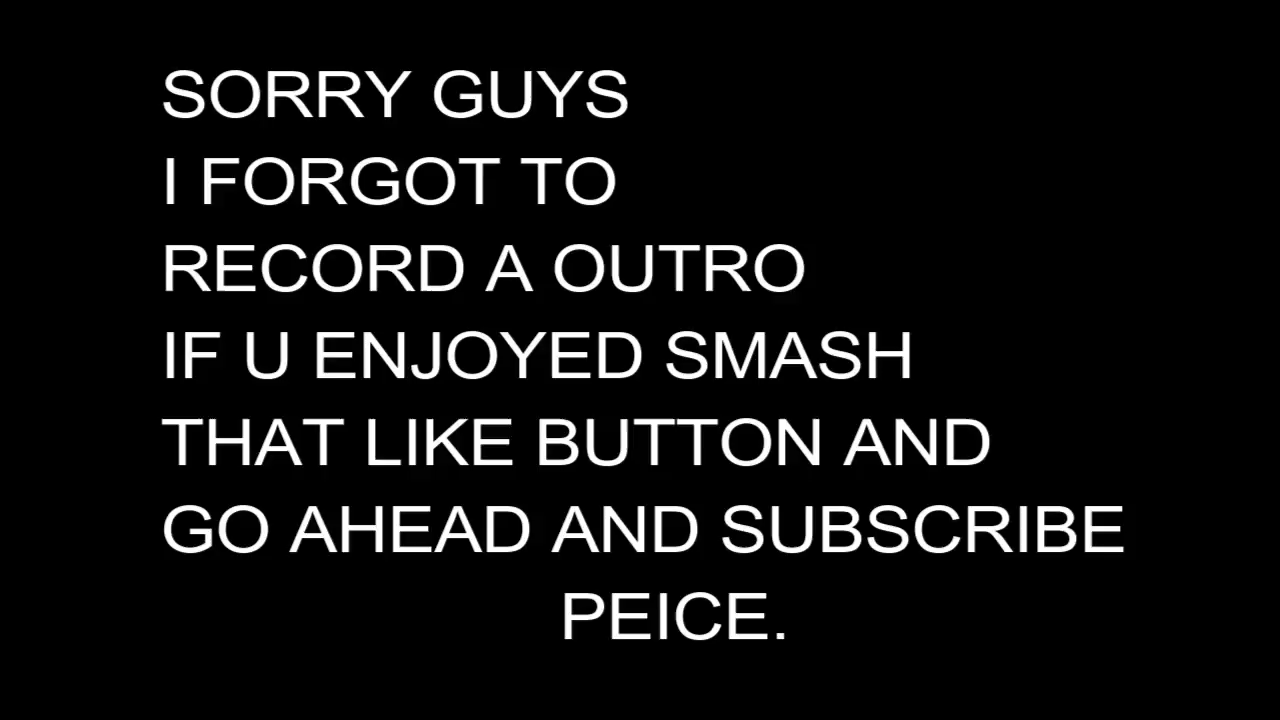 SORRY GUYS
I FORGOT TO
RECORD A OUTRO
IF U ENJOYED SMASH
THAT LIKE BUTTON AND
GO AHEAD AND SUBSCRIBE
PEICE.